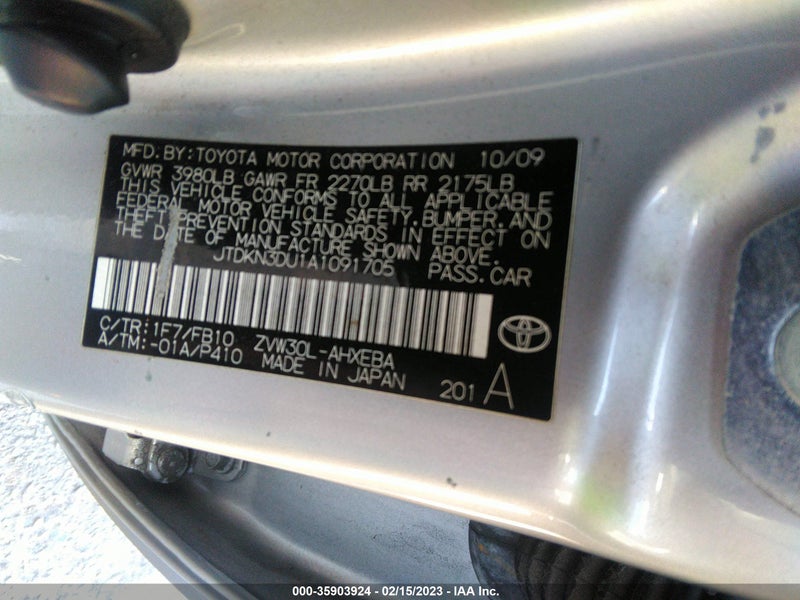 MFD. BY: TOYOTA MOTOR CORPORATION 10/09
GVWR 3980LB GAWR FR 2270LB RR 2175LB
THIS VEHICLE CONFORMS TO ALL APPLICABLE
FEDERAL MOTOR VEHICLE SAFETY, BUMPER, AND
THEFT PREVENTION STANDARDS IN EFFECT ON
THE DATE OF MANUFACTURE SHOWN ABOVE.
JTDKN3DU1A1091705 PASS. CAR
C/TR: 1F7/FB10 ZVW30L-AHXEBA
A/TM: -01A/P410 MADE IN JAPAN
201 A
000-35903924 - 02/15/2023 - IAA Inc.